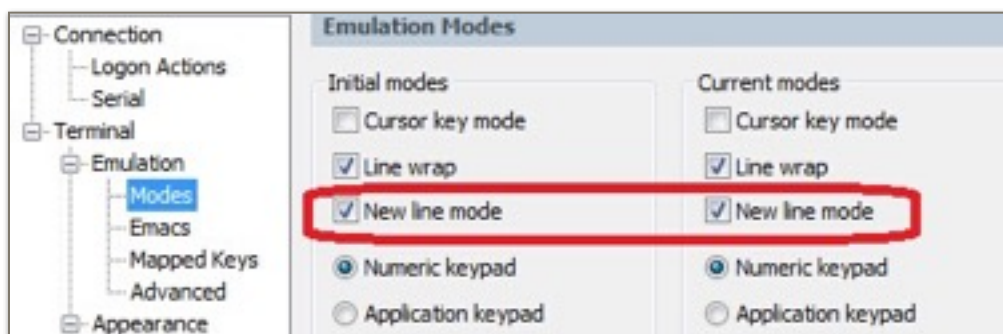 Connection
Logon Actions
Serial
Terminal
Emulation
Modes
Emacs
Mapped Keys
Advanced
Appearance
Emulation Modes
Initial modes
Cursor key mode
Line wrap
New line mode
Numeric keypad
Application keypad
Current modes
Cursor key mode
Line wrap
New line mode
Numeric keypad
Application keypad